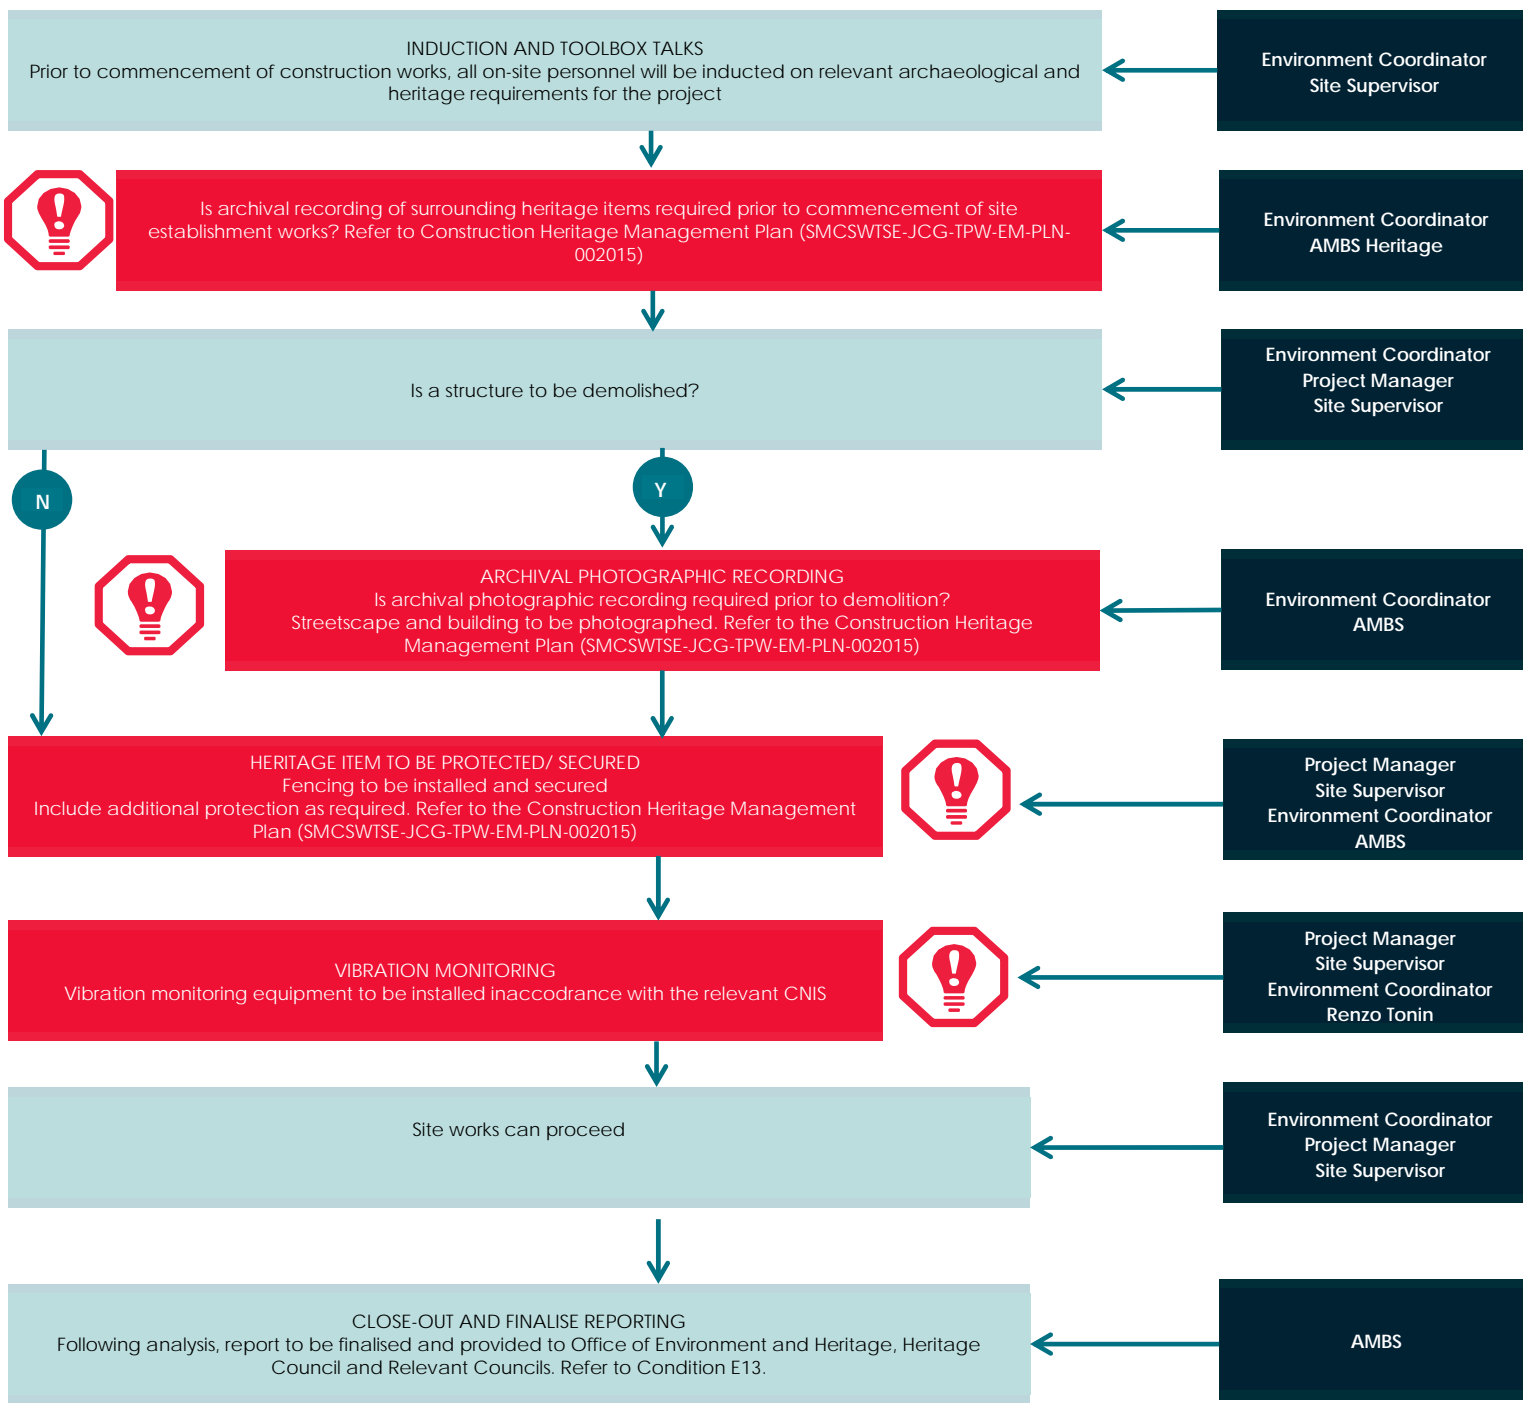 INDUCTION AND TOOLBOX TALKS
Prior to commencement of construction works, all on-site personnel will be inducted on relevant archaeological and
heritage requirements for the project
Environment Coordinator
Site Supervisor
Is archival recording of surrounding heritage items required prior to commencement of site
establishment works? Refer to Construction Heritage Management Plan (SMCSWTSE-JCG-TPW-EM-PLN-
002015)
Environment Coordinator
AMBS Heritage
Is a structure to be demolished?
Environment Coordinator
Project Manager
Site Supervisor
N
Y
ARCHIVAL PHOTOGRAPHIC RECORDING
Is archival photographic recording required prior to demolition?
Streetscape and building to be photographed. Refer to the Construction Heritage
Management Plan (SMCSWTSE-JCG-TPW-EM-PLN-002015)
Environment Coordinator
AMBS
HERITAGE ITEM TO BE PROTECTED/ SECURED
Fencing to be installed and secured
Include additional protection as required. Refer to the Construction Heritage Management
Plan (SMCSWTSE-JCG-TPW-EM-PLN-002015)
Project Manager
Site Supervisor
Environment Coordinator
AMBS
VIBRATION MONITORING
Vibration monitoring equipment to be installed inaccodrance with the relevant CNIS
Project Manager
Site Supervisor
Environment Coordinator
Renzo Tonin
Site works can proceed
Environment Coordinator
Project Manager
Site Supervisor
CLOSE-OUT AND FINALISE REPORTING
Following analysis, report to be finalised and provided to Office of Environment and Heritage, Heritage
Council and Relevant Councils. Refer to Condition E13.
AMBS